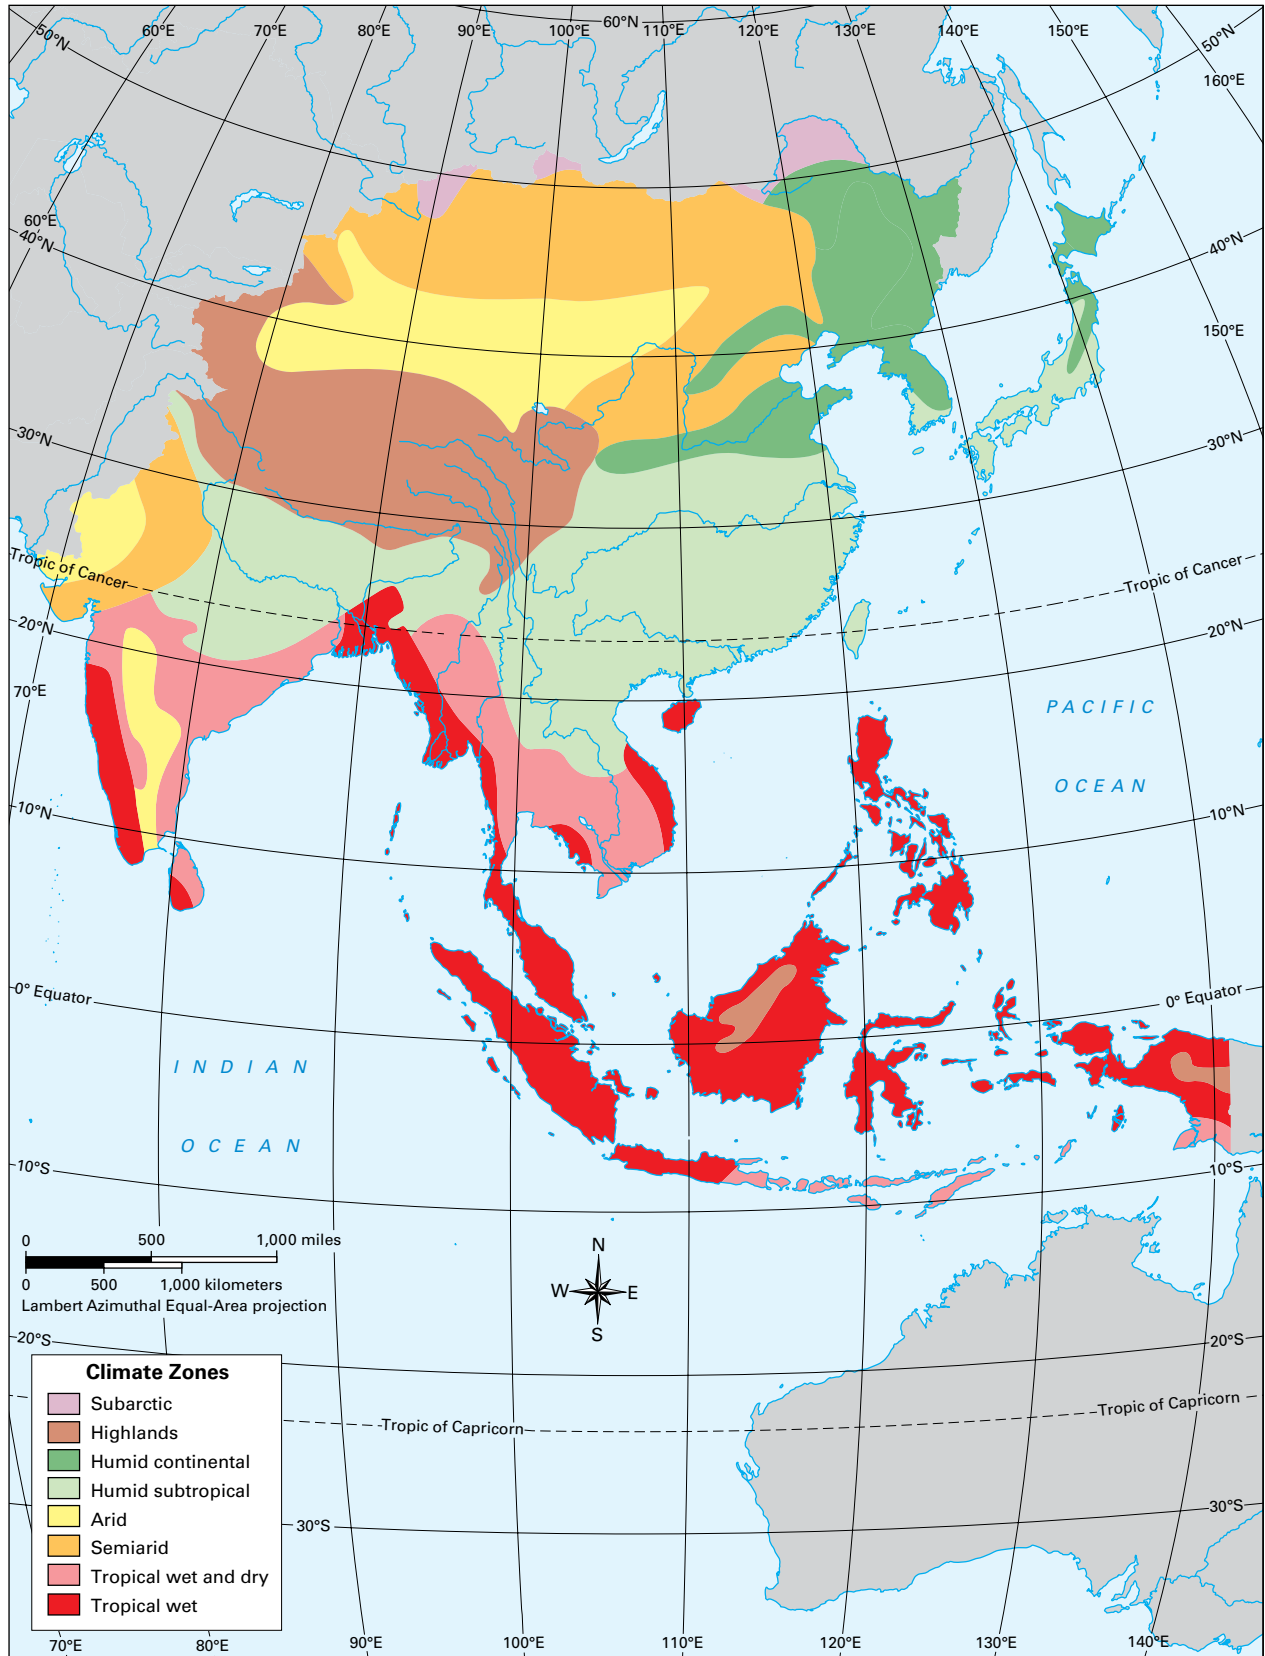 60°N
50°N
60°E
70°E
80°E
90°E
100°E
110°E
120°E
130°E
140°E
150°E
50°N
160°E
60°E
40°N
40°N
150°E
30°N
30°N
Tropic of Cancer
Tropic of Cancer
20°N
20°N
70°E
PACIFIC
OCEAN
10°N
10°N
0° Equator
0° Equator
INDIAN
OCEAN
10°S
10°S
0 500 1,000 miles
0 500 1,000 kilometers
Lambert Azimuthal Equal-Area projection
N
W E
S
20°S
20°S
Climate Zones
Subarctic
Highlands
Humid continental
Humid subtropical
Arid
Semiarid
Tropical wet and dry
Tropical wet
Tropic of Capricorn
Tropic of Capricorn
30°S
30°S
70°E
80°E
90°E
100°E
110°E
120°E
130°E
140°E